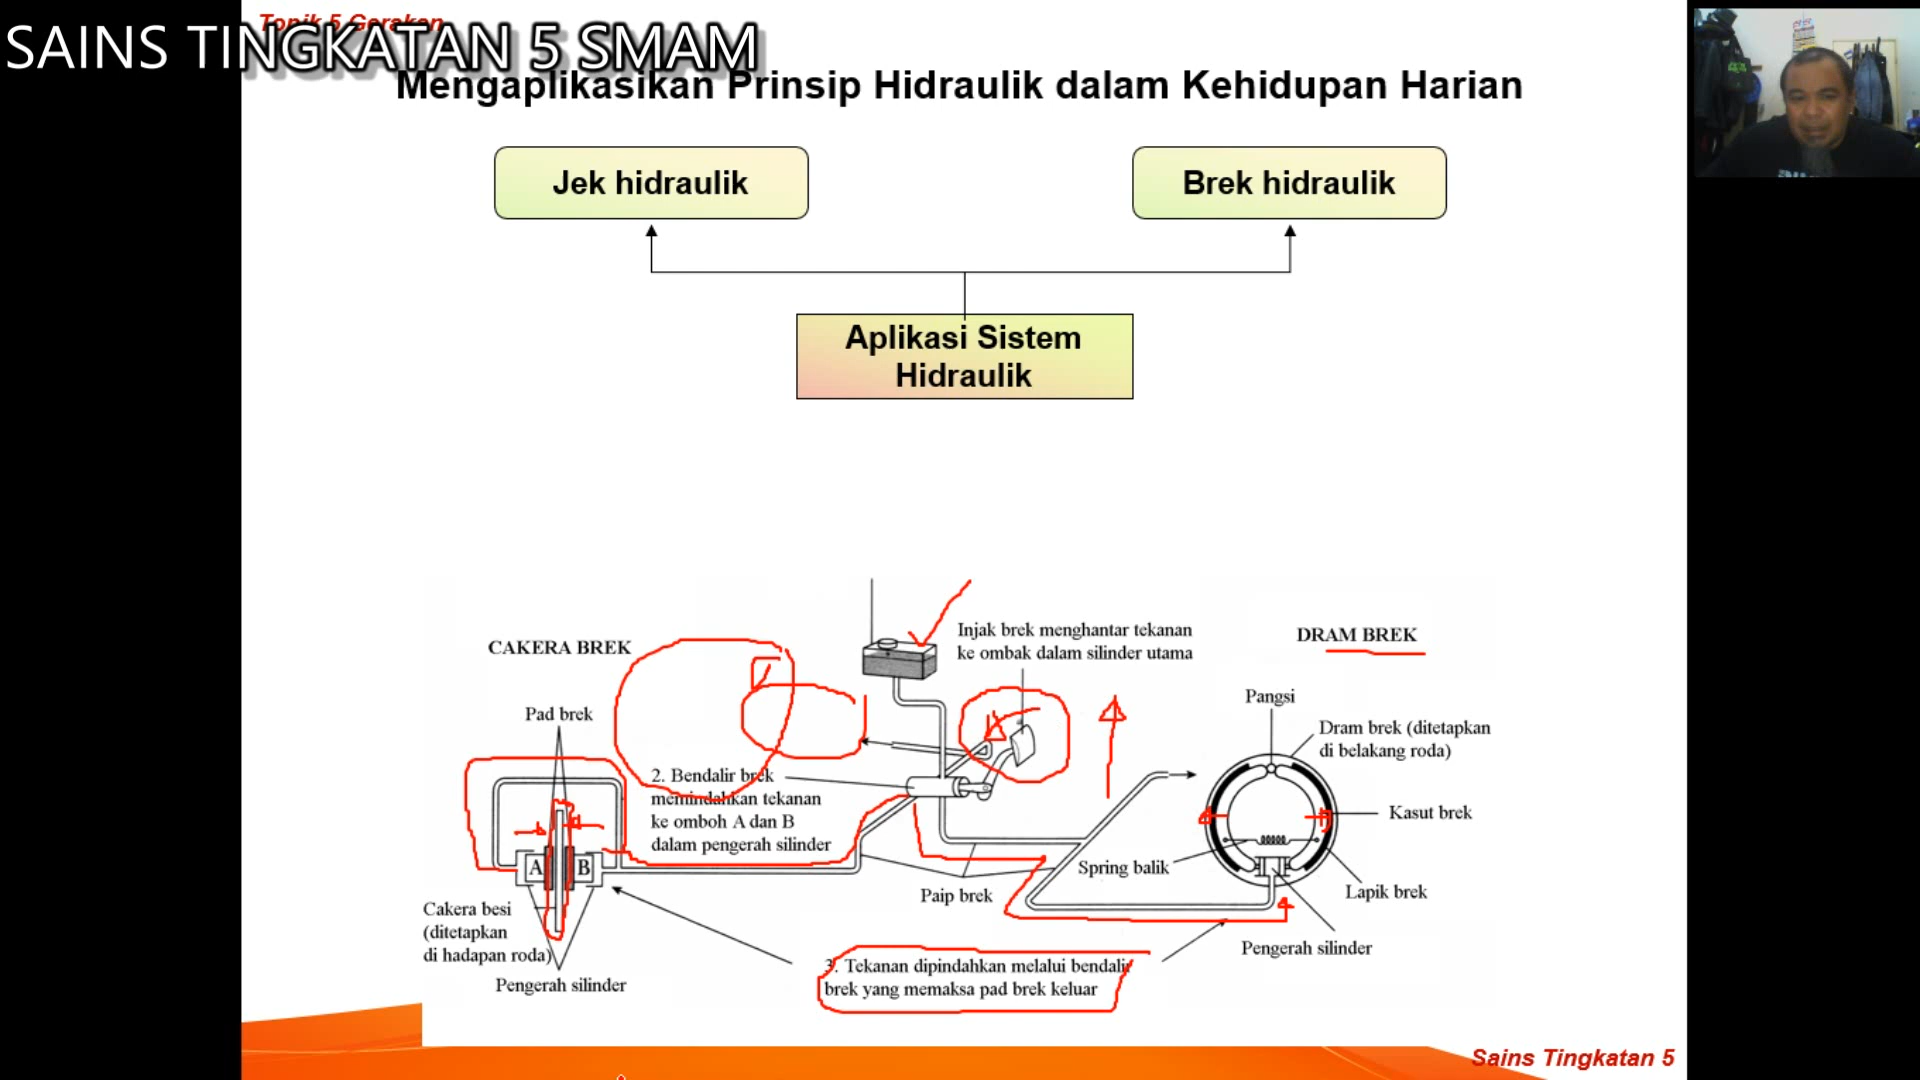 Topik 5 Gerakan
SAINS TINGKATAN 5 SMAM
Mengaplikasikan Prinsip Hidraulik dalam Kehidupan Harian
Jek hidraulik
Brek hidraulik
Aplikasi Sistem
Hidraulik
CAKERA BREK
Injak brek menghantar tekanan
ke ombak dalam silinder utama
DRAM BREK
Pad brek
Pangsi
Dram brek (ditetapkan
di belakang roda)
2. Bendalir brek
memindahkan tekanan
ke omboh A dan B
dalam pengerah silinder
Kasut brek
A
B
Spring balik
Paip brek
Lapik brek
Cakera besi
(ditetapkan
di hadapan roda)
Pengerah silinder
Pengerah silinder
3. Tekanan dipindahkan melalui bendalir
brek yang memaksa pad brek keluar
Sains Tingkatan 5